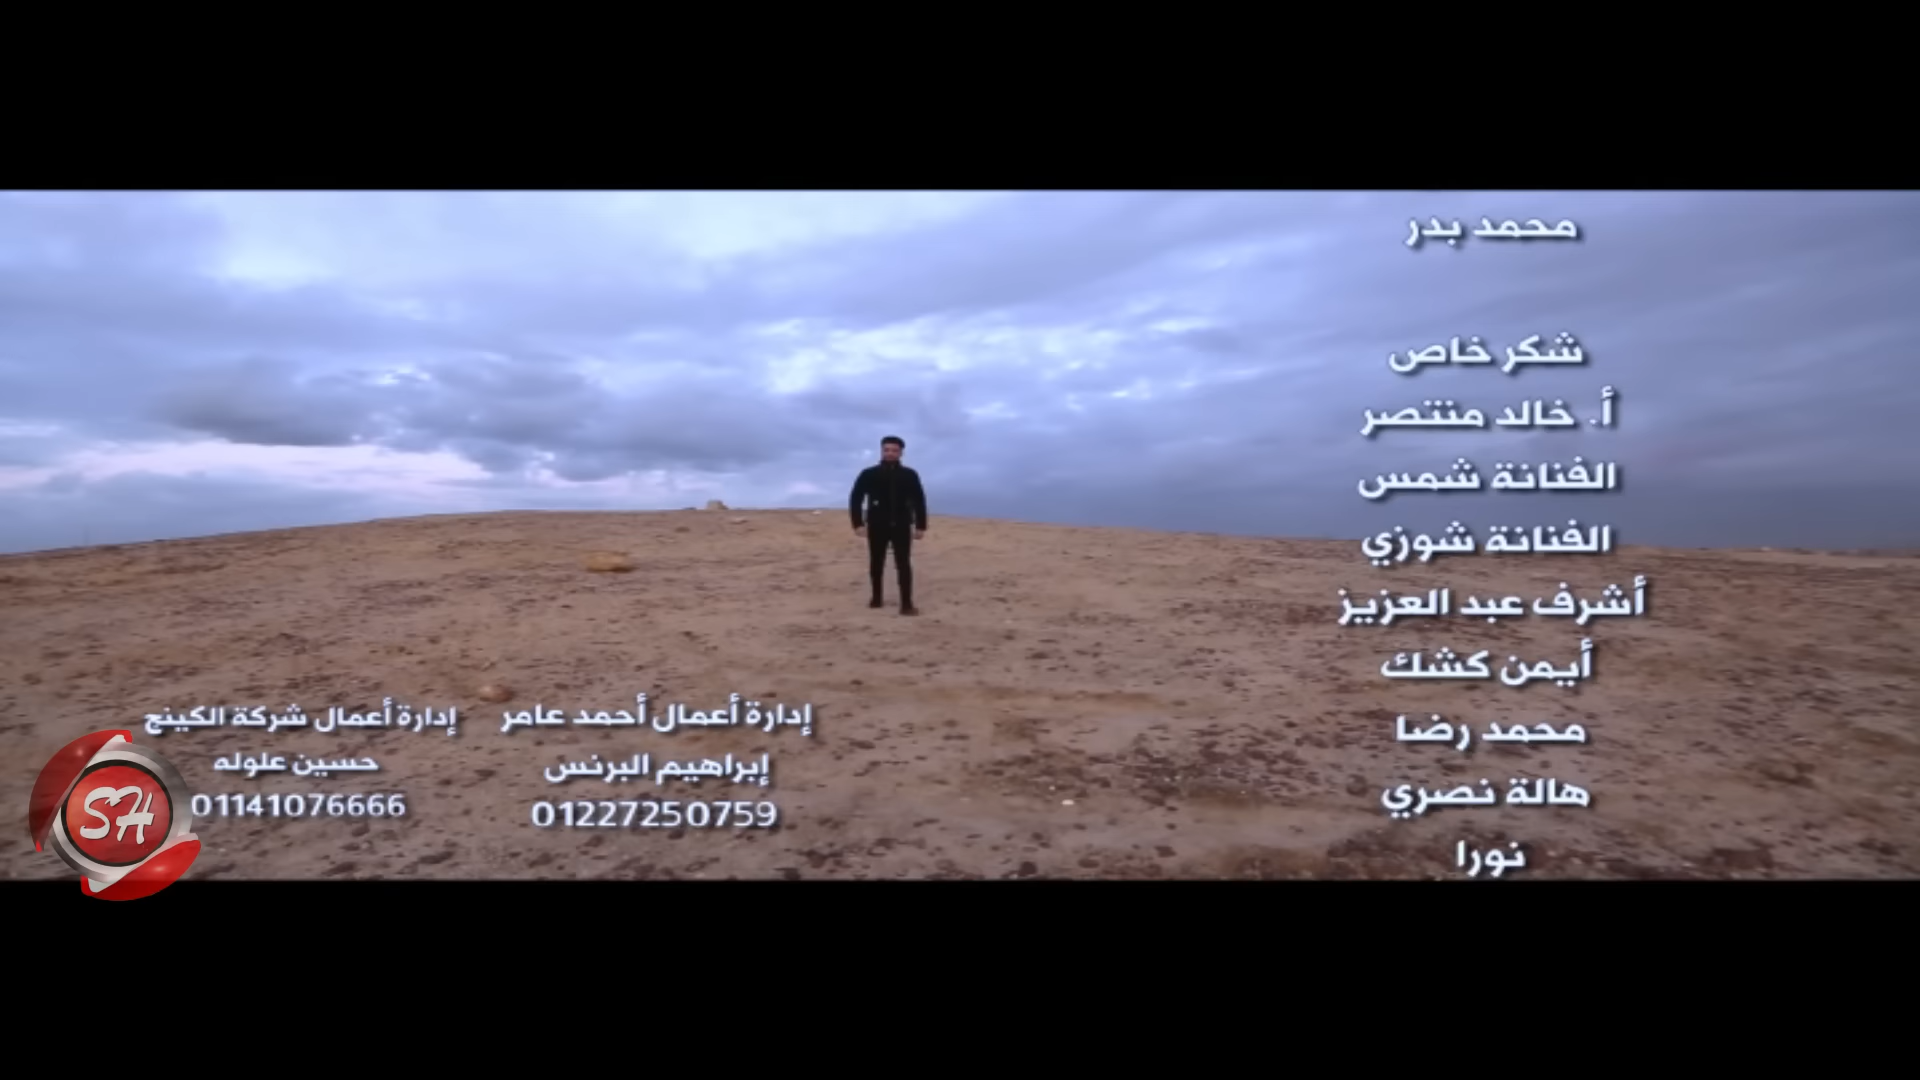 محمد بدر
شكر خاص
أ. خالد منتصر
الفنانة شمس
الفنانة شوزي
أشرف عبد العزيز
أيمن كشك
محمد رضا
هالة نصري
نورا
إدارة أعمال أحمد عامر
إبراهيم البرنس
01227250759
إدارة أعمال شركة الكينج
حسين علوله
01141076666
SH